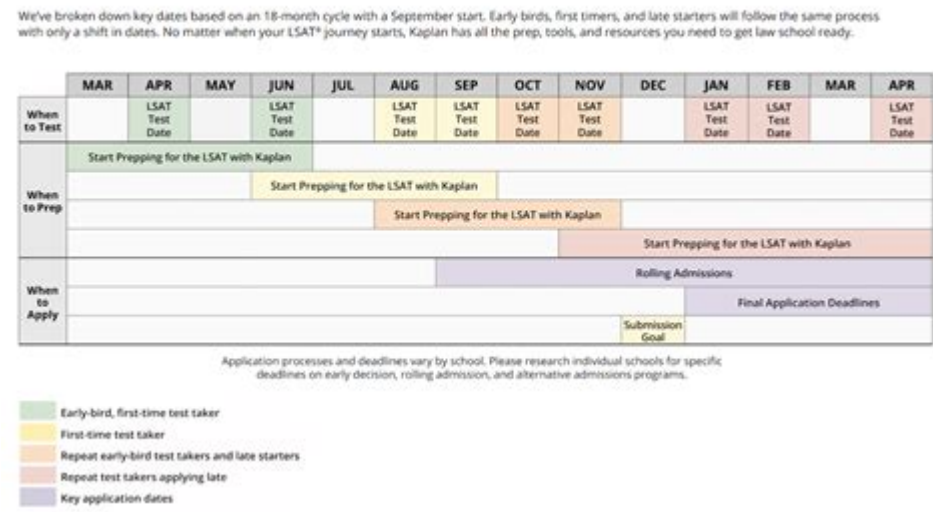 We've broken down key dates based on an 18-month cycle with a September start. Early birds, first timers, and late starters will follow the same process
with only a shift in dates. No matter when your LSAT® journey starts, Kaplan has all the prep, tools, and resources you need to get law school ready.
MAR APR MAY JUN JUL AUG SEP OCT NOV DEC JAN FEB MAR APR
When to Test
LSAT Test Date
LSAT Test Date
LSAT Test Date
LSAT Test Date
LSAT Test Date
LSAT Test Date
LSAT Test Date
LSAT Test Date
LSAT Test Date
When to Prep
Start Prepping for the LSAT with Kaplan
Start Prepping for the LSAT with Kaplan
Start Prepping for the LSAT with Kaplan
Start Prepping for the LSAT with Kaplan
When to Apply
Rolling Admissions
Final Application Deadlines
Submission Goal
Application processes and deadlines vary by school. Please research individual schools for specific
deadlines on early decision, rolling admission, and alternative admissions programs.
Early-bird, first-time test taker
First-time test taker
Repeat early-bird test takers and late starters
Repeat test takers applying late
Key application dates